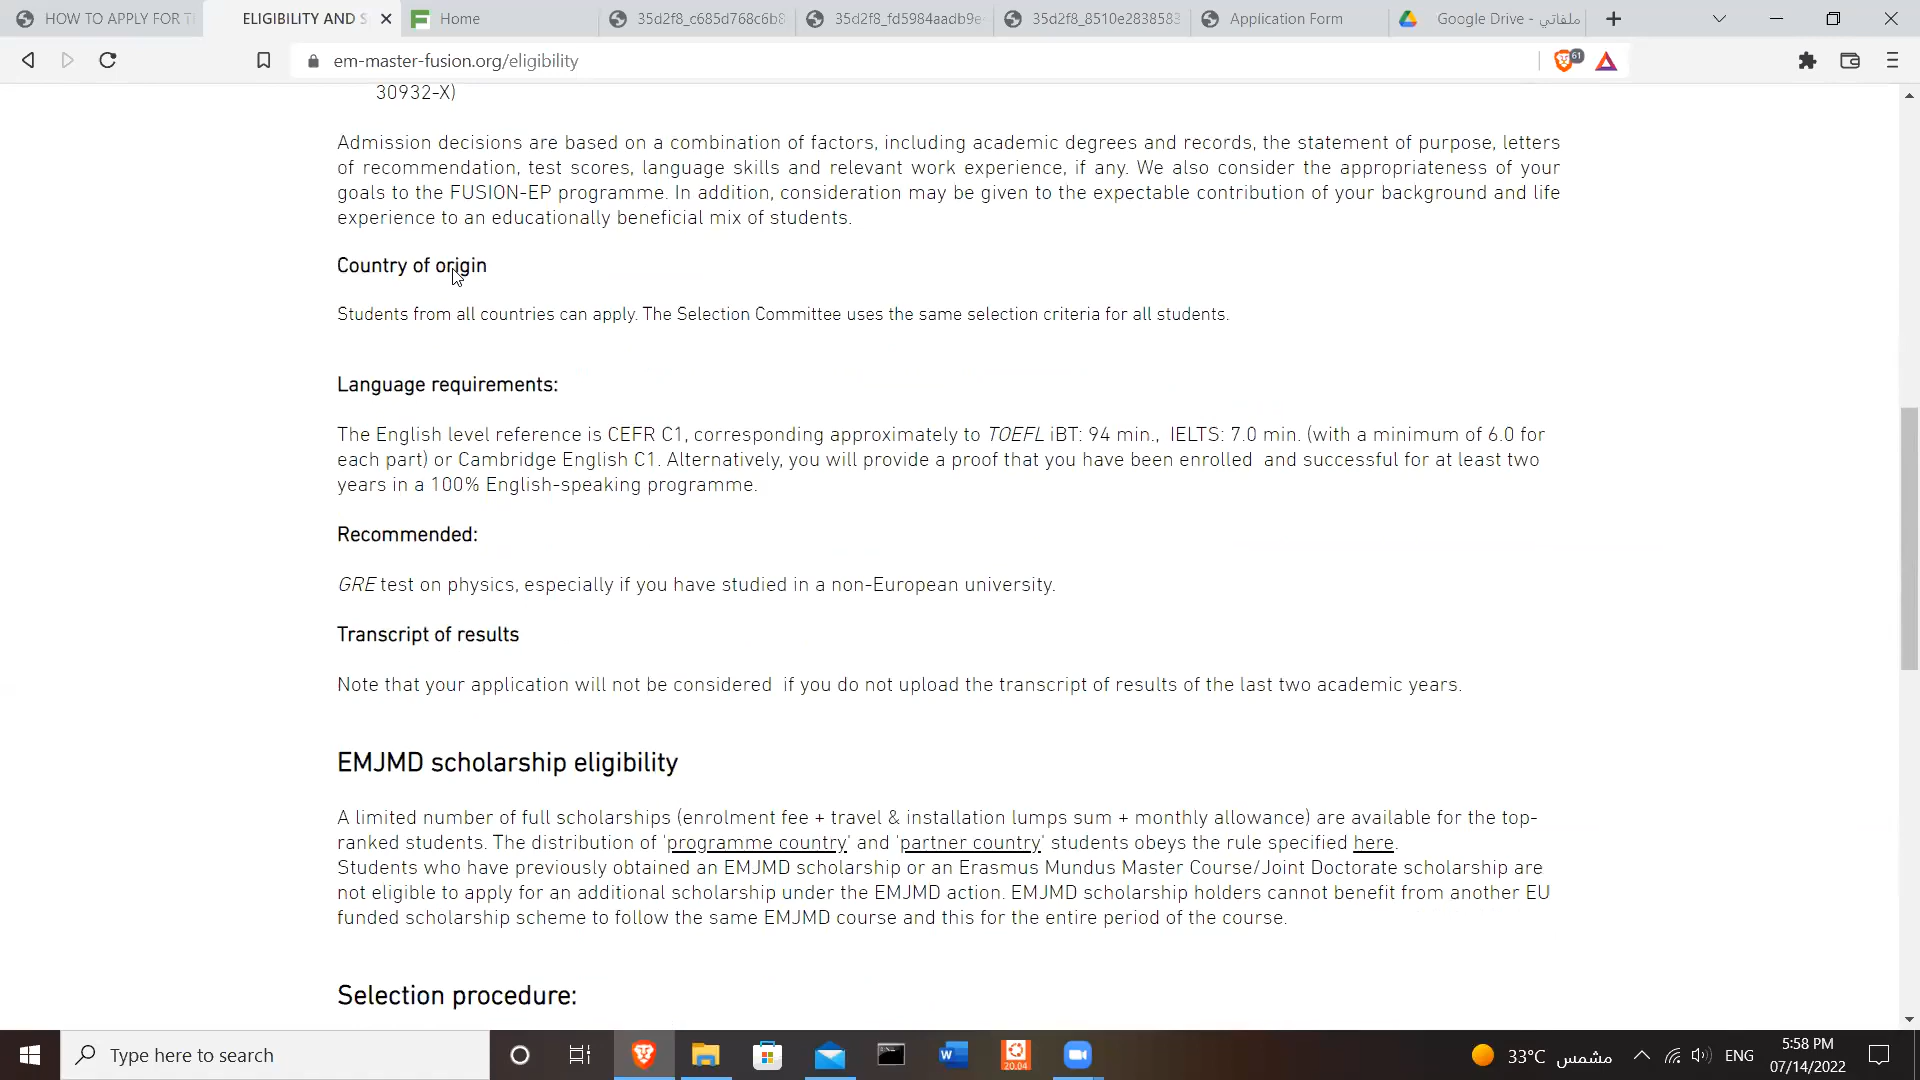 HOW TO APPLY FOR T
ELIGIBILITY AND S
Home
35d2f8_c685d768c6b8
35d2f8_fd5984aadb9e
35d2f8_8510e2838583
Application Form
Google Drive - ملفاتي
em-master-fusion.org/eligibility
61
30932-X)
Admission decisions are based on a combination of factors, including academic degrees and records, the statement of purpose, letters
of recommendation, test scores, language skills and relevant work experience, if any. We also consider the appropriateness of your
goals to the FUSION-EP programme. In addition, consideration may be given to the expectable contribution of your background and life
experience to an educationally beneficial mix of students.
Country of origin
Students from all countries can apply. The Selection Committee uses the same selection criteria for all students.
Language requirements:
The English level reference is CEFR C1, corresponding approximately to TOEFL iBT: 94 min., IELTS: 7.0 min. (with a minimum of 6.0 for
each part) or Cambridge English C1. Alternatively, you will provide a proof that you have been enrolled and successful for at least two
years in a 100% English-speaking programme.
Recommended:
GRE test on physics, especially if you have studied in a non-European university.
Transcript of results
Note that your application will not be considered if you do not upload the transcript of results of the last two academic years.
EMJMD scholarship eligibility
A limited number of full scholarships (enrolment fee + travel & installation lumps sum + monthly allowance) are available for the top-
ranked students. The distribution of 'programme country' and 'partner country' students obeys the rule specified here.
Students who have previously obtained an EMJMD scholarship or an Erasmus Mundus Master Course/Joint Doctorate scholarship are
not eligible to apply for an additional scholarship under the EMJMD action. EMJMD scholarship holders cannot benefit from another EU
funded scholarship scheme to follow the same EMJMD course and this for the entire period of the course.
Selection procedure:
Type here to search
20.04
33°C مشمس
ENG
5:58 PM
07/14/2022